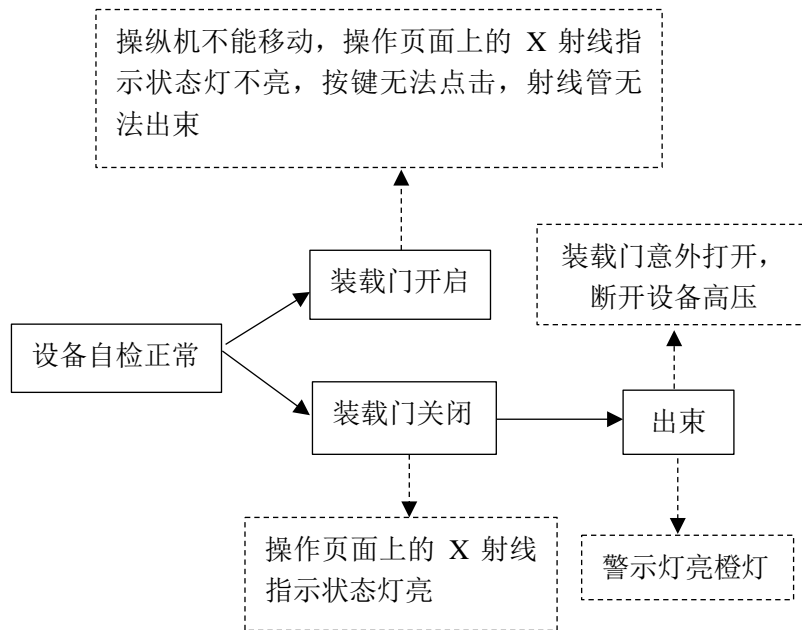 操纵机不能移动，操作页面上的 X 射线指
示状态灯不亮，按键无法点击，射线管无
法出束
装载门意外打开，
断开设备高压
装载门开启
设备自检正常
装载门关闭
出束
操作页面上的 X 射线
指示状态灯亮
警示灯亮橙灯